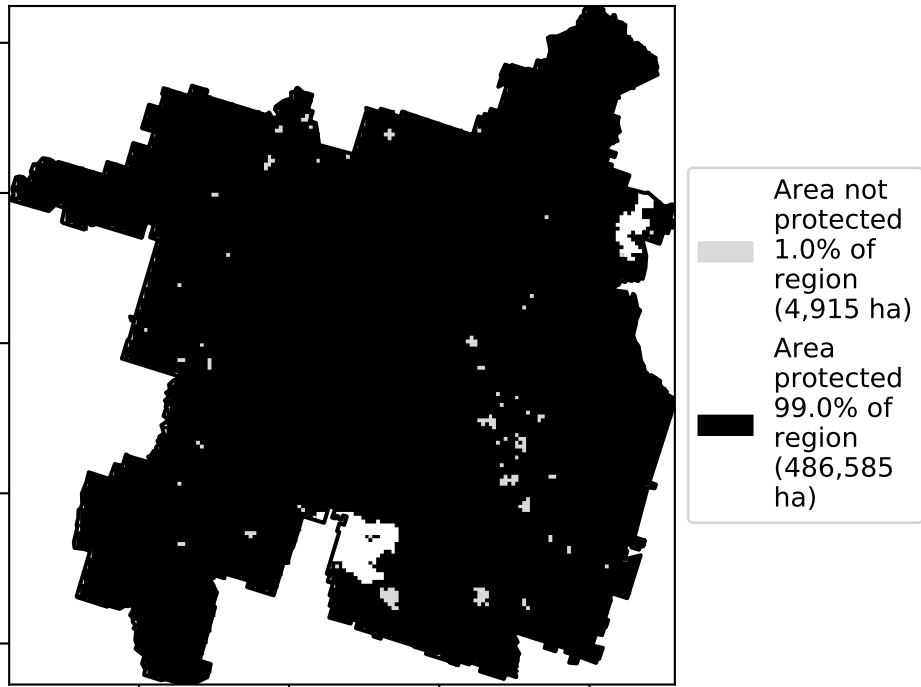 Area not
protected
1.0% of
region
(4,915 ha)
Area
protected
99.0% of
region
(486,585
ha)